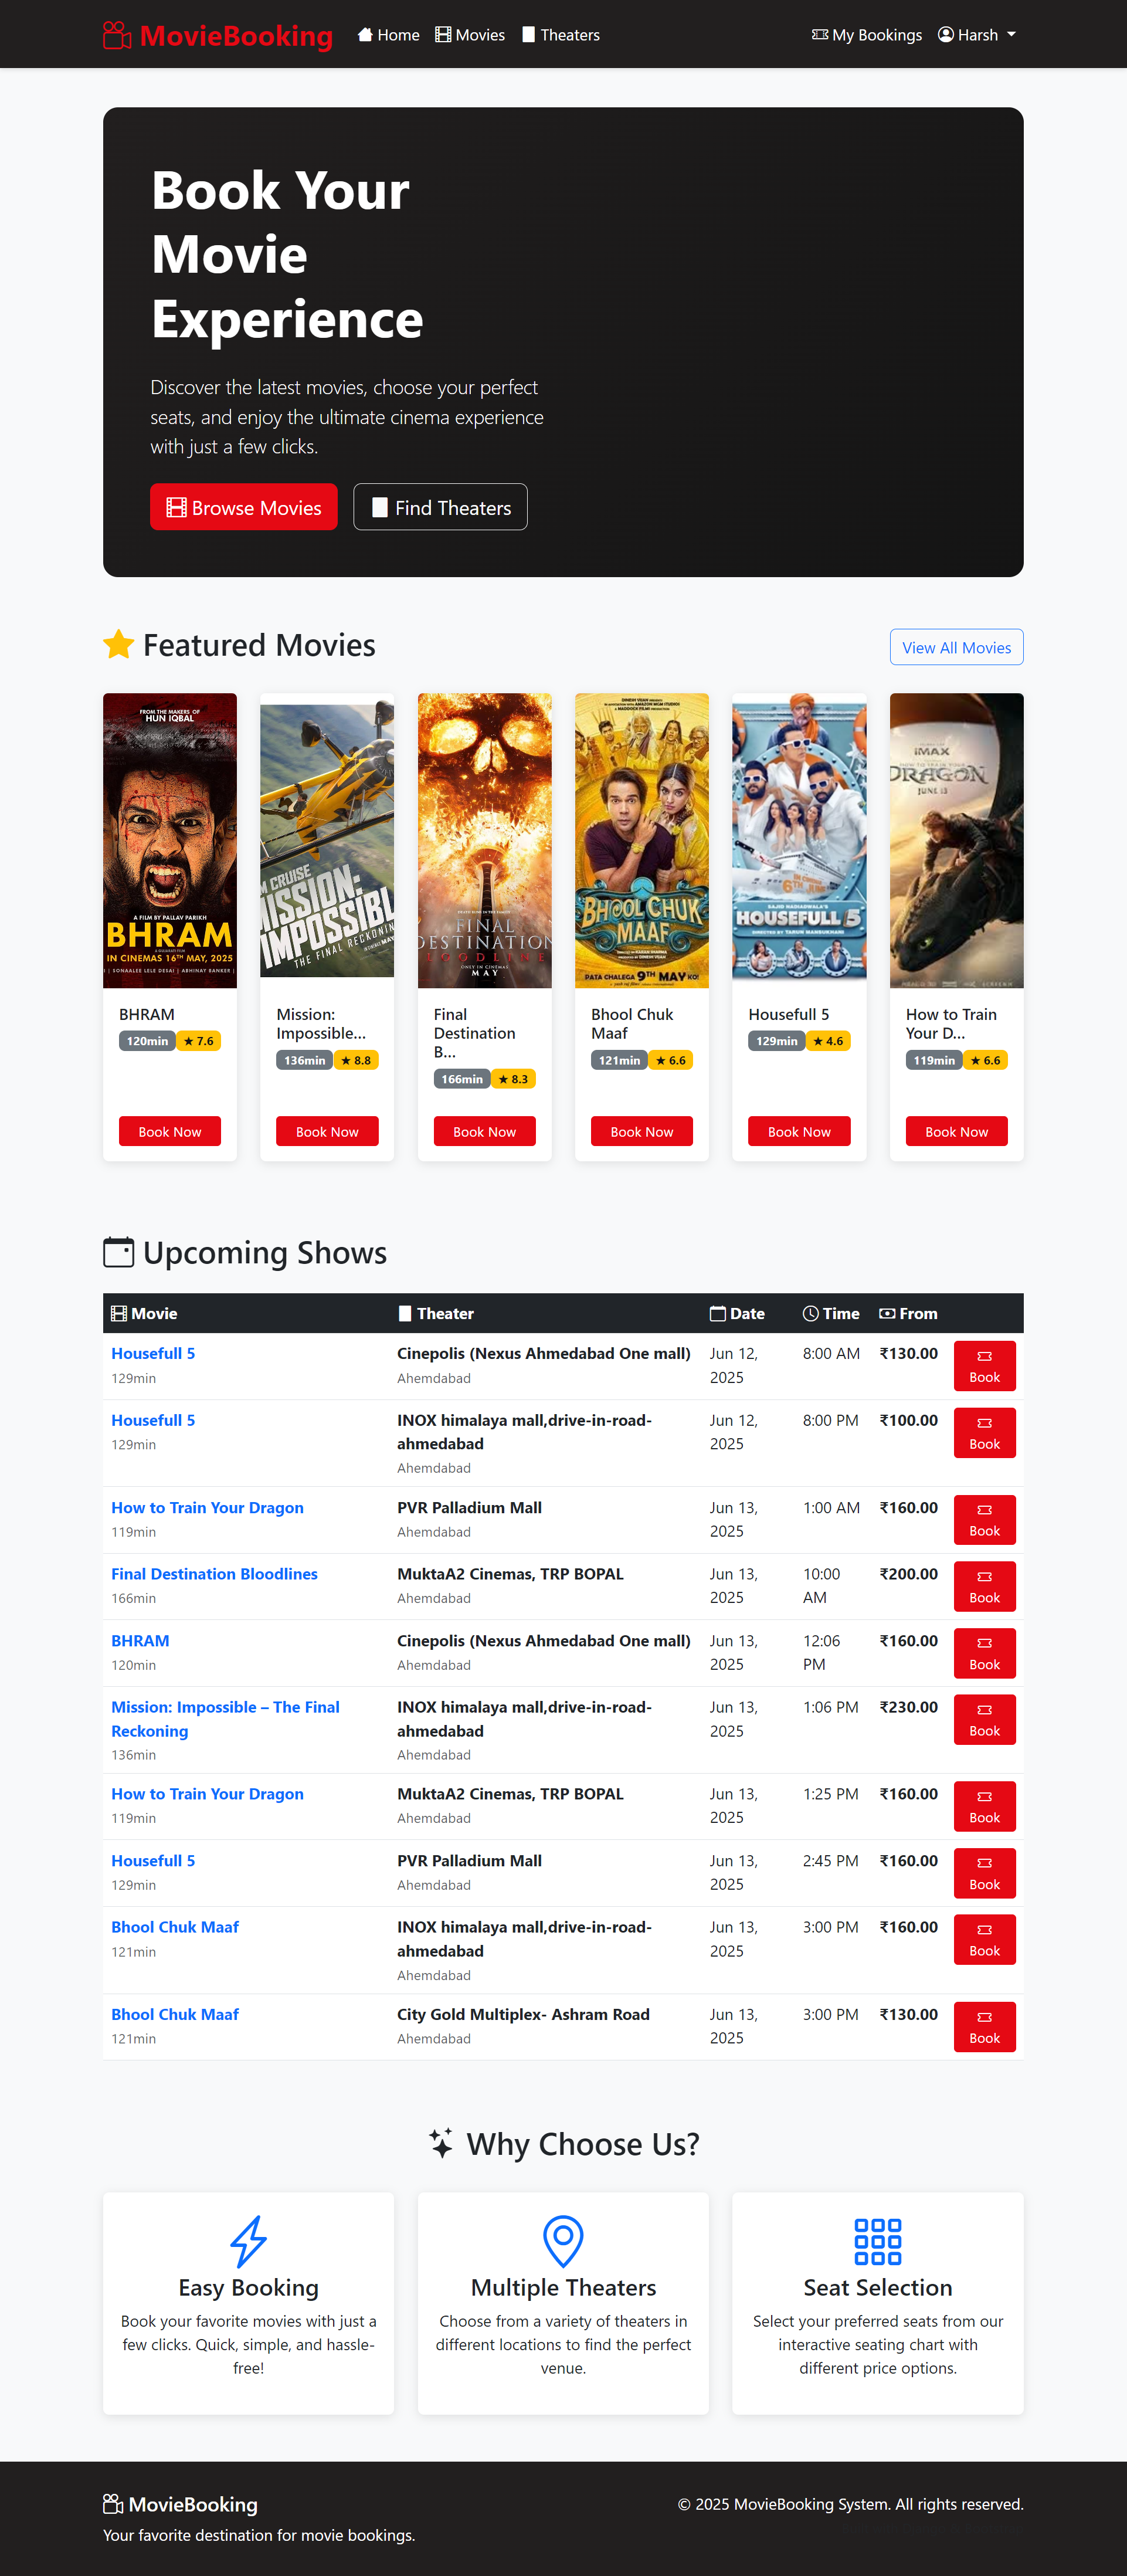 MovieBooking Home Movies Theaters My Bookings Harsh
Book Your
Movie
Experience
Discover the latest movies, choose your perfect
seats, and enjoy the ultimate cinema experience
with just a few clicks.
Browse Movies Find Theaters
Featured Movies View All Movies
FROM THE MAKERS OF
HUN IQBAL
A FILM BY PALLAV PARIKH
BHRAM
IN CINEMAS 16TH MAY, 2025
| SONAALEE LELE DESAI | ABHINAY BANKER |
M CRUISE
MISSION:
IMPOSSIBL
THE FINAL RECKONIN
FINAL
DESTINATION
BLOODLINE
ONLY IN CINEMAS
MAY
BHOOL CHUK
MAAF
PATA CHALEGA 9TH MAY KO!
6TH JUNE
SAJID NADIADWALA'S
HOUSEFULL 5
DIRECTED BY TARUN MANSUKHANI
IMAX
DRAGON
JUNE 13
BHRAM
120min ★ 7.6
Book Now
Mission:
Impossible...
136min ★ 8.8
Book Now
Final
Destination
B...
166min ★ 8.3
Book Now
Bhool Chuk
Maaf
121min ★ 6.6
Book Now
Housefull 5
129min ★ 4.6
Book Now
How to Train
Your D...
119min ★ 6.6
Book Now
Upcoming Shows
Movie Theater Date Time From
Housefull 5 Cinepolis (Nexus Ahmedabad One mall) Jun 12, 8:00 AM ₹130.00
129min Ahemdabad 2025 Book
Housefull 5 INOX himalaya mall,drive-in-road- Jun 12, 8:00 PM ₹100.00
129min ahmedabad 2025 Book
Ahemdabad
How to Train Your Dragon PVR Palladium Mall Jun 13, 1:00 AM ₹160.00
119min Ahemdabad 2025 Book
Final Destination Bloodlines MuktaA2 Cinemas, TRP BOPAL Jun 13, 10:00 ₹200.00
166min Ahemdabad 2025 AM Book
BHRAM Cinepolis (Nexus Ahmedabad One mall) Jun 13, 12:06 ₹160.00
120min Ahemdabad 2025 PM Book
Mission: Impossible – The Final INOX himalaya mall,drive-in-road- Jun 13, 1:06 PM ₹230.00
Reckoning ahmedabad 2025 Book
136min Ahemdabad
How to Train Your Dragon MuktaA2 Cinemas, TRP BOPAL Jun 13, 1:25 PM ₹160.00
119min Ahemdabad 2025 Book
Housefull 5 PVR Palladium Mall Jun 13, 2:45 PM ₹160.00
129min Ahemdabad 2025 Book
Bhool Chuk Maaf INOX himalaya mall,drive-in-road- Jun 13, 3:00 PM ₹160.00
121min ahmedabad 2025 Book
Ahemdabad
Bhool Chuk Maaf City Gold Multiplex- Ashram Road Jun 13, 3:00 PM ₹130.00
121min Ahemdabad 2025 Book
Why Choose Us?
Easy Booking
Book your favorite movies with just a
few clicks. Quick, simple, and hassle-
free!
Multiple Theaters
Choose from a variety of theaters in
different locations to find the perfect
venue.
Seat Selection
Select your preferred seats from our
interactive seating chart with
different price options.
MovieBooking
Your favorite destination for movie bookings.
© 2025 MovieBooking System. All rights reserved.